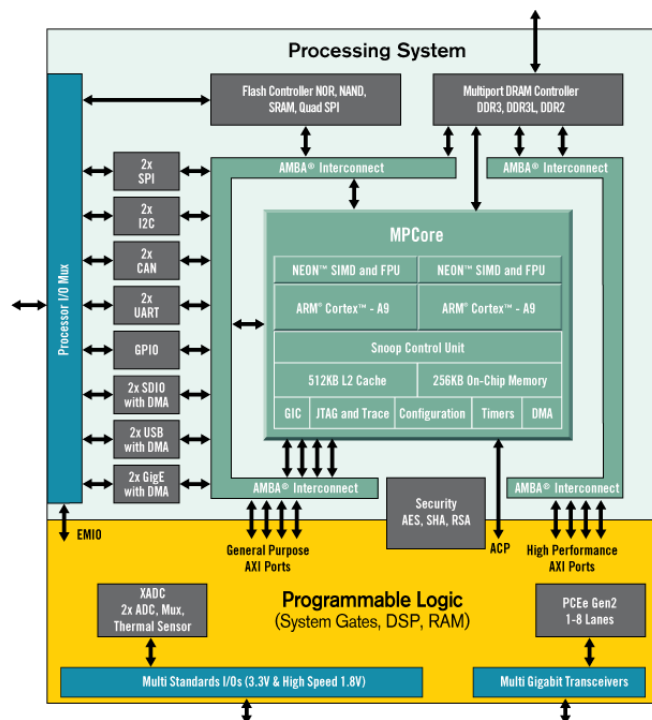 Processing System
Flash Controller NOR, NAND,
SRAM, Quad SPI
Multiport DRAM Controller
DDR3, DDR3L, DDR2
AMBA® Interconnect
AMBA® Interconnect
Processor I/O Mux
2x
SPI
2x
I2C
2x
CAN
2x
UART
GPIO
2x SDIO
with DMA
2x USB
with DMA
2x GigE
with DMA
MPCore
NEON™ SIMD and FPU
NEON™ SIMD and FPU
ARM® Cortex™ - A9
ARM® Cortex™ - A9
Snoop Control Unit
512KB L2 Cache
256KB On-Chip Memory
GIC
JTAG and Trace
Configuration
Timers
DMA
AMBA® Interconnect
AMBA® Interconnect
Security
AES, SHA, RSA
EMIO
General Purpose
AXI Ports
ACP
High Performance
AXI Ports
XADC
2x ADC, Mux,
Thermal Sensor
Programmable Logic
(System Gates, DSP, RAM)
PCEe Gen2
1-8 Lanes
Multi Standards I/Os (3.3V & High Speed 1.8V)
Multi Gigabit Transceivers